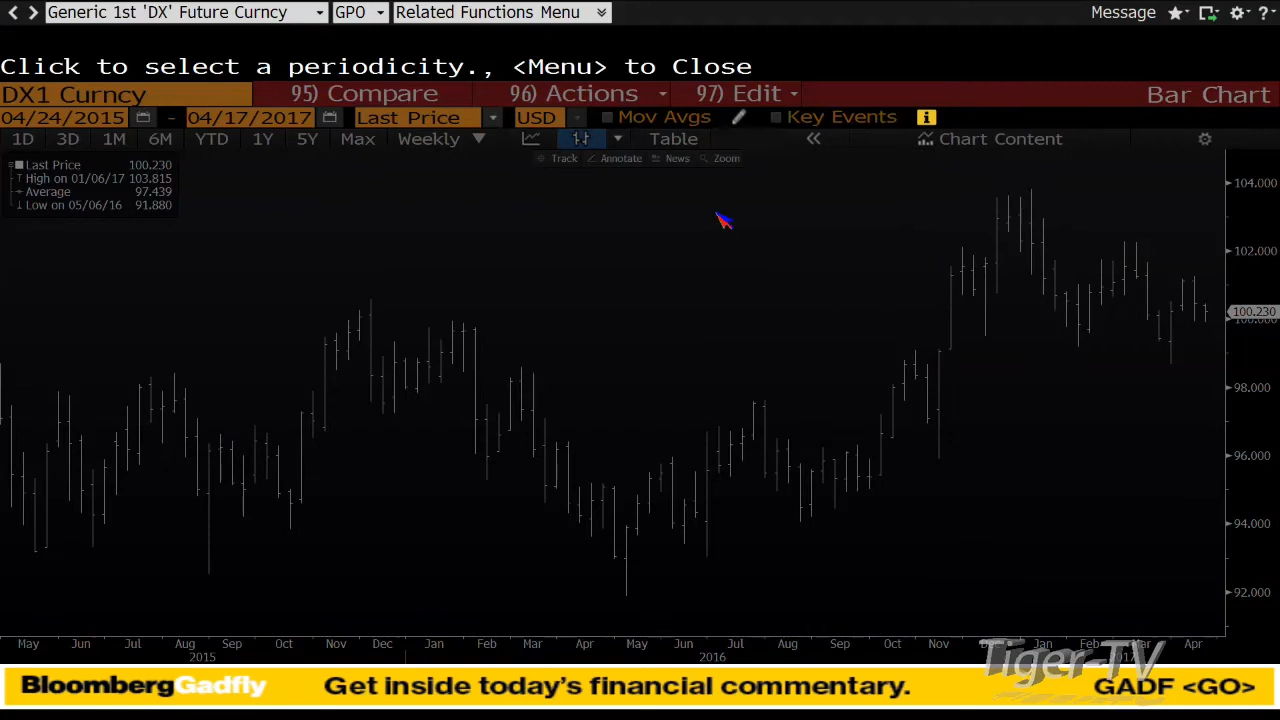 Generic 1st 'DX' Future Curncy GPO Related Functions Menu Message ?
Click to select a periodicity., <Menu> to Close
DX1 Curncy 95) Compare 96) Actions 97) Edit Bar Chart
04/24/2015 - 04/17/2017 Last Price USD Mov Avgs Key Events i
1D 3D 1M 6M YTD 1Y 5Y Max Weekly Table « Chart Content
Track Annotate News Zoom
Last Price 100.230
High on 01/06/17 103.815
Average 97.439
Low on 05/06/16 91.880
104.000
102.000
100.230
100.000
98.000
96.000
94.000
92.000
May Jun Jul Aug Sep Oct Nov Dec Jan Feb Mar Apr May Jun Jul Aug Sep Oct Nov Dec Jan Feb Mar Apr
2015 2016 2017
Tiger-TV
BloombergGadfly Get inside today's financial commentary. GADF <GO>